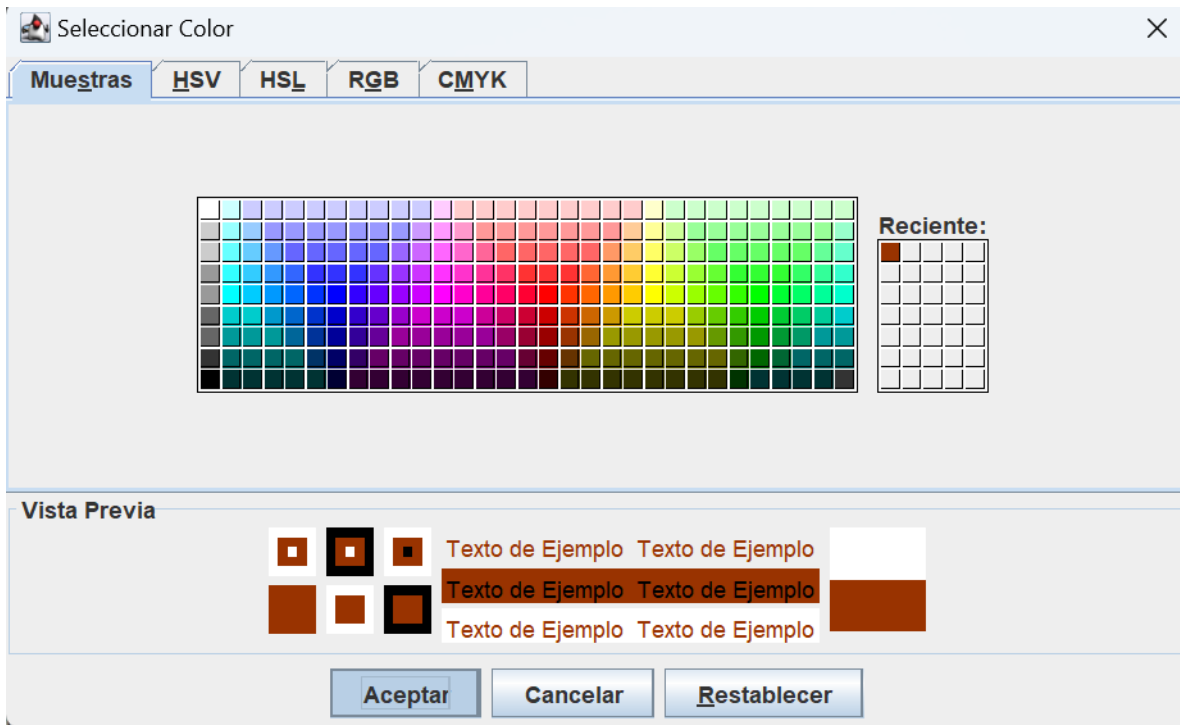 Seleccionar Color
Muestras HSV HSL RGB CMYK
Reciente:
Vista Previa
Texto de Ejemplo Texto de Ejemplo
Texto de Ejemplo Texto de Ejemplo
Texto de Ejemplo Texto de Ejemplo
Aceptar Cancelar Restablecer